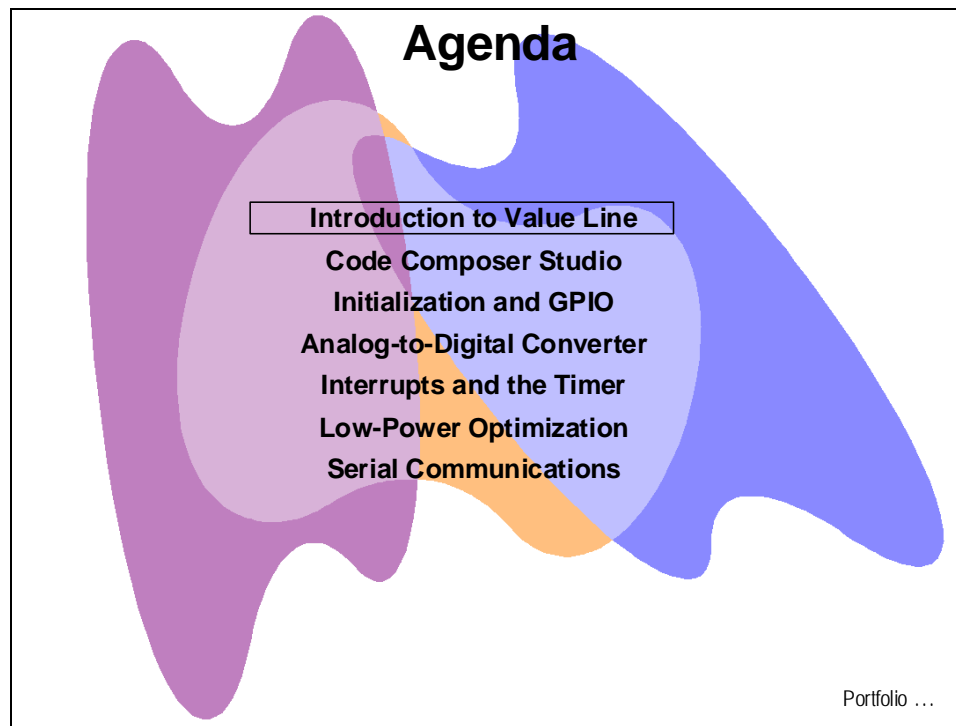 Agenda
Introduction to Value Line
Code Composer Studio
Initialization and GPIO
Analog-to-Digital Converter
Interrupts and the Timer
Low-Power Optimization
Serial Communications
Portfolio …